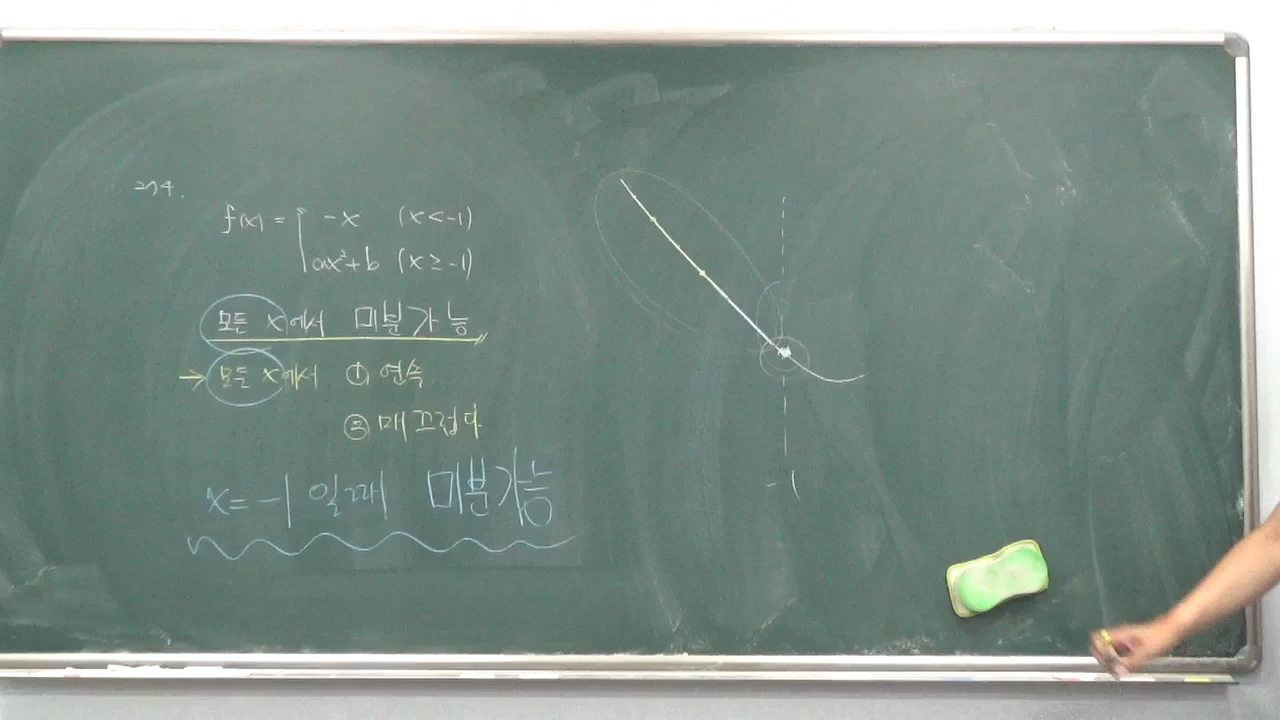 274.
f(x) = { -x (x < -1)
ax²+b (x ≥ -1)
모든 x에서 미분가능
→ 모든 x에서 ① 연속
② 매끄럽다
x = -1 일 때 미분가능
-1